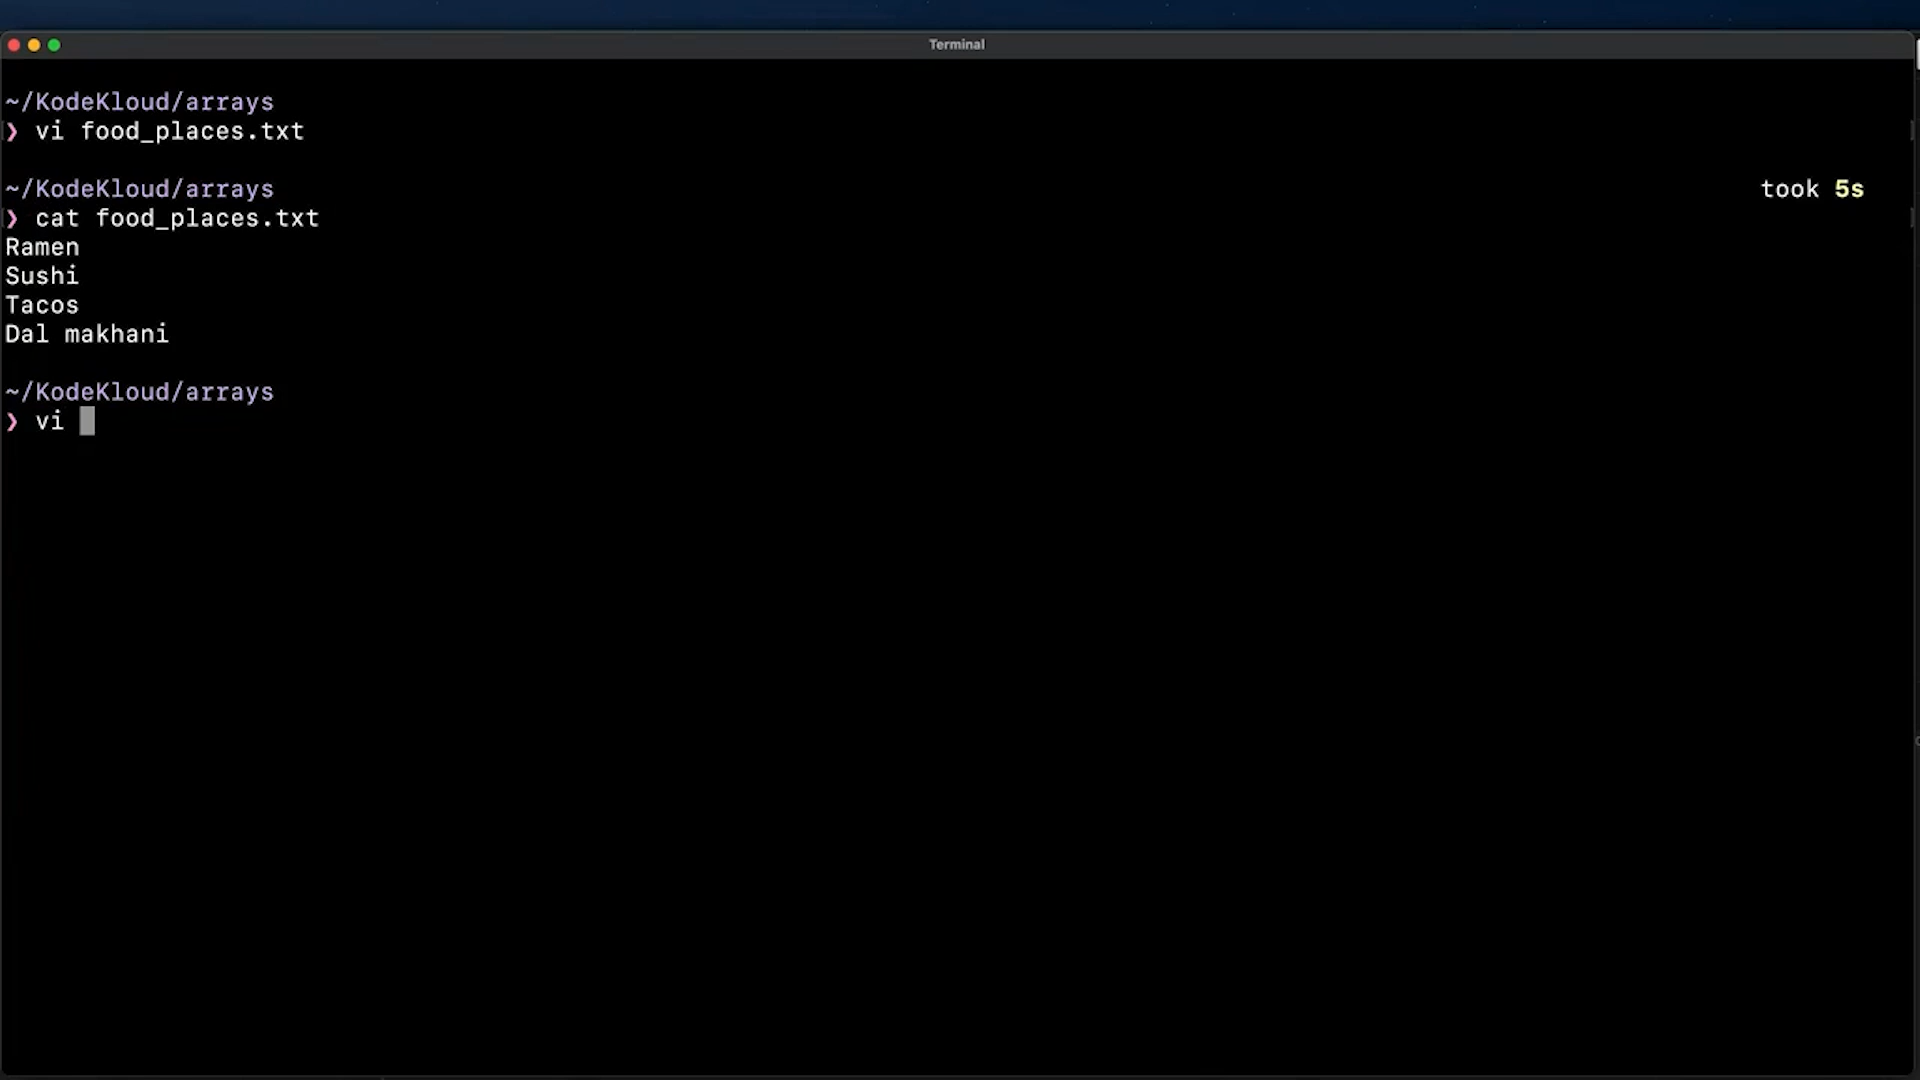 Terminal
~/KodeKloud/arrays
❯ vi food_places.txt
~/KodeKloud/arrays took 5s
❯ cat food_places.txt
Ramen
Sushi
Tacos
Dal makhani
~/KodeKloud/arrays
❯ vi